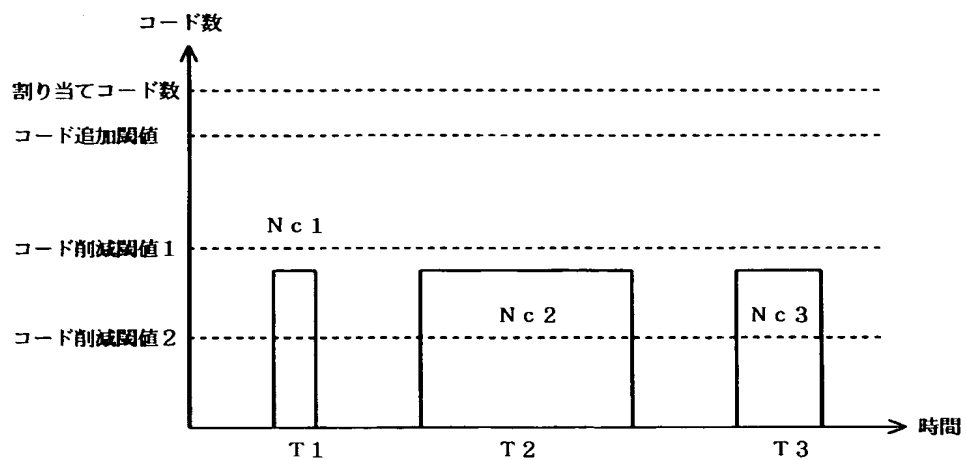 コード数
割り当てコード数
コード追加閾値
Ｎｃ１
コード削減閾値１
Ｎｃ２
Ｎｃ３
コード削減閾値２
時間
Ｔ１
Ｔ２
Ｔ３